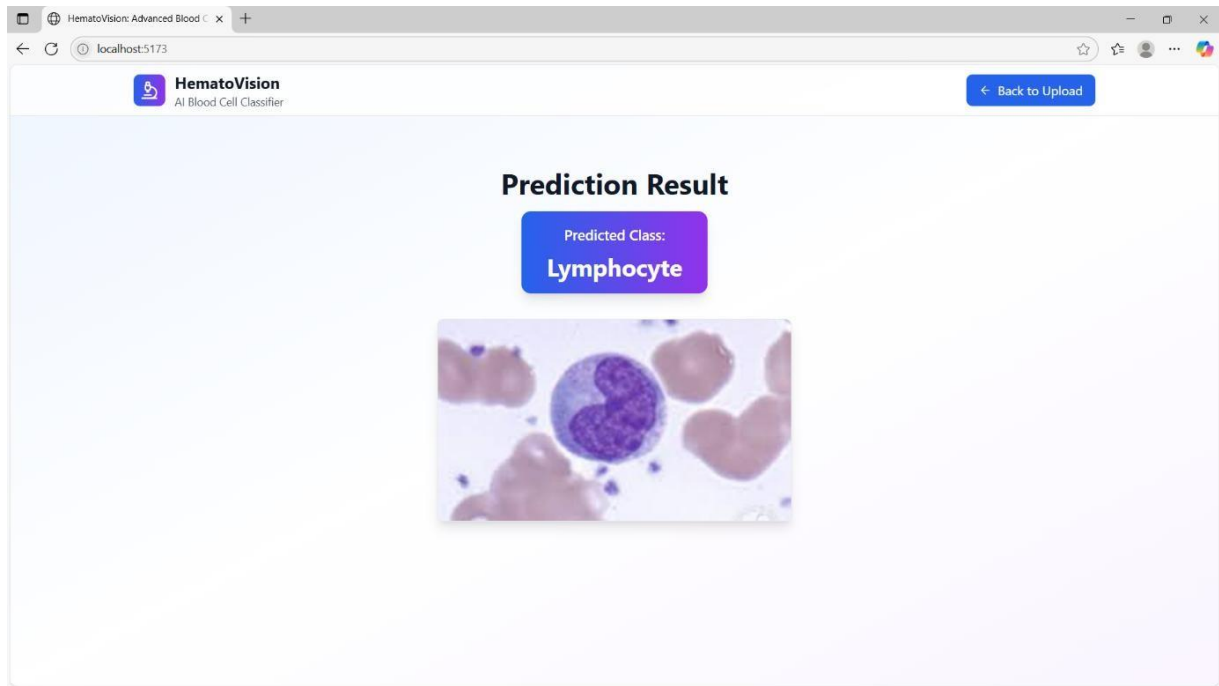 HematoVision: Advanced Blood C
localhost:5173
HematoVision
AI Blood Cell Classifier
← Back to Upload
Prediction Result
Predicted Class:
Lymphocyte